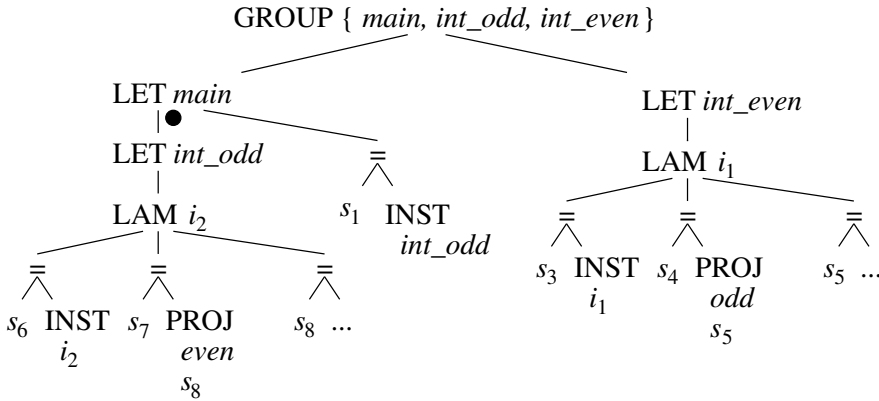 GROUP { main, int_odd, int_even }
LET main
LET int_even
LET int_odd
=
LAM i1
LAM i2
s1 INST
int_odd
= = =
= = =
s3 INST
i1
s4 PROJ
odd
s5
s5 ...
s6 INST
i2
s7 PROJ
even
s8
s8 ...